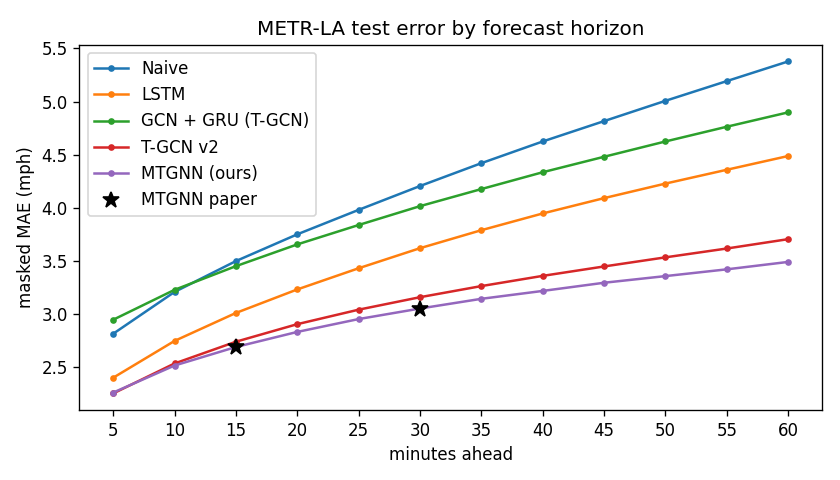 METR-LA test error by forecast horizon
5.5
5.0
4.5
4.0
3.5
3.0
2.5
masked MAE (mph)
Naive
LSTM
GCN + GRU (T-GCN)
T-GCN v2
MTGNN (ours)
MTGNN paper
5 10 15 20 25 30 35 40 45 50 55 60
minutes ahead